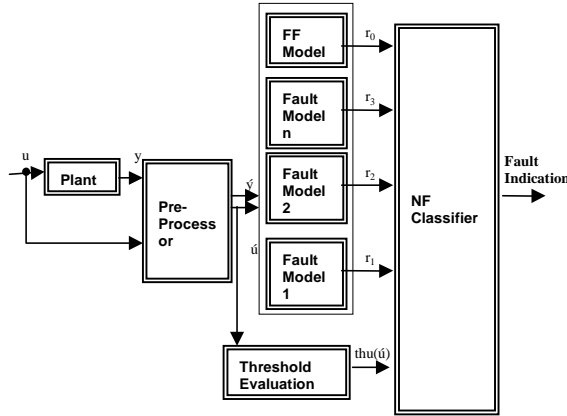 FF
Model
r0
Fault
Model
n
r3
u
y
Plant
Pre-
Process
or
ý
Fault
Model
2
r2
NF
Classifier
Fault
Indication
ú
Fault
Model
1
r1
Threshold
Evaluation
thu(ú)